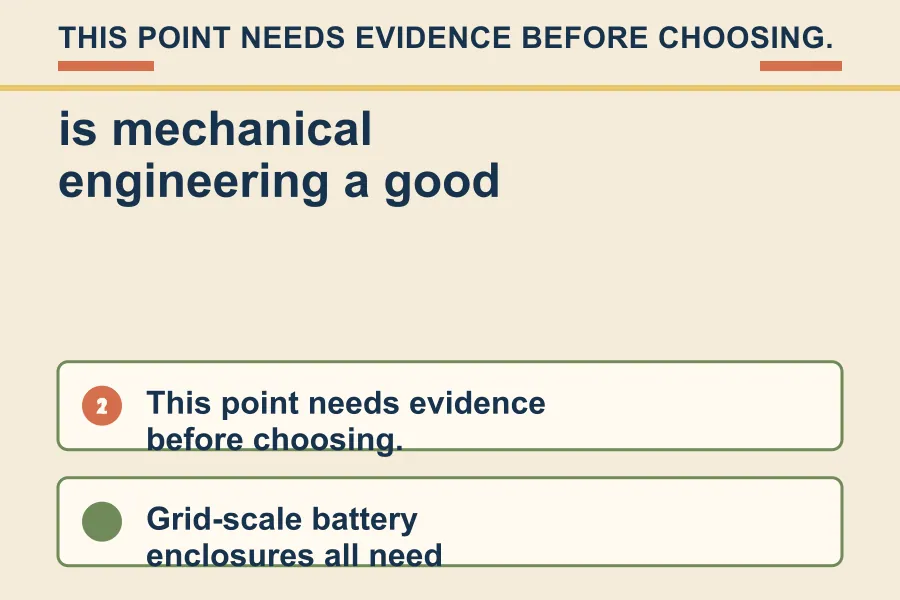 THIS POINT NEEDS EVIDENCE BEFORE CHOOSING.
is mechanical
engineering a good
2
This point needs evidence
before choosing.
Grid-scale battery
enclosures all need